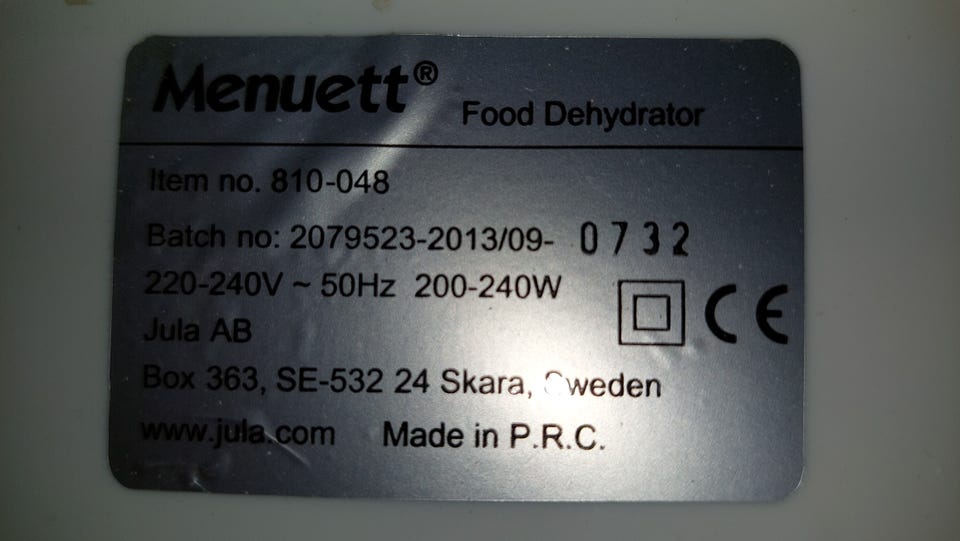 Menuett® Food Dehydrator
Item no. 810-048
Batch no: 2079523-2013/09- 0732
220-240V ~ 50Hz 200-240W
CE
Jula AB
Box 363, SE-532 24 Skara, Sweden
www.jula.com Made in P.R.C.